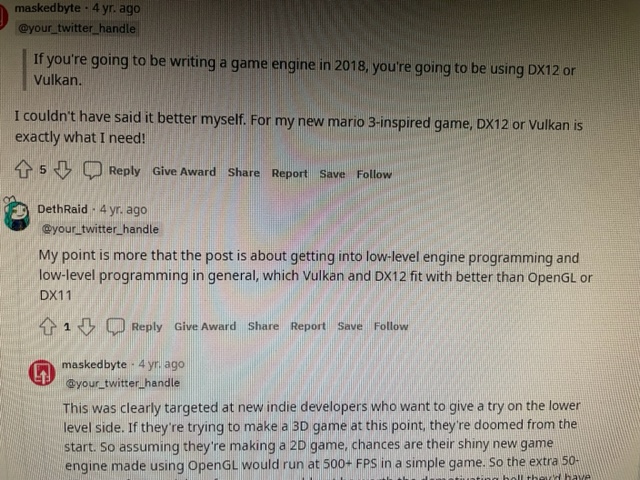 maskedbyte · 4 yr. ago
@your_twitter_handle
If you're going to be writing a game engine in 2018, you're going to be using DX12 or
Vulkan.
I couldn't have said it better myself. For my new mario 3-inspired game, DX12 or Vulkan is
exactly what I need!
5 Reply Give Award Share Report Save Follow
DethRaid · 4 yr. ago
@your_twitter_handle
My point is more that the post is about getting into low-level engine programming and
low-level programming in general, which Vulkan and DX12 fit with better than OpenGL or
DX11
1 Reply Give Award Share Report Save Follow
maskedbyte · 4 yr. ago
@your_twitter_handle
This was clearly targeted at new indie developers who want to give a try on the lower
level side. If they're trying to make a 3D game at this point, they're doomed from the
start. So assuming they're making a 2D game, chances are their shiny new game
engine made using OpenGL would run at 500+ FPS in a simple game. So the extra 50-